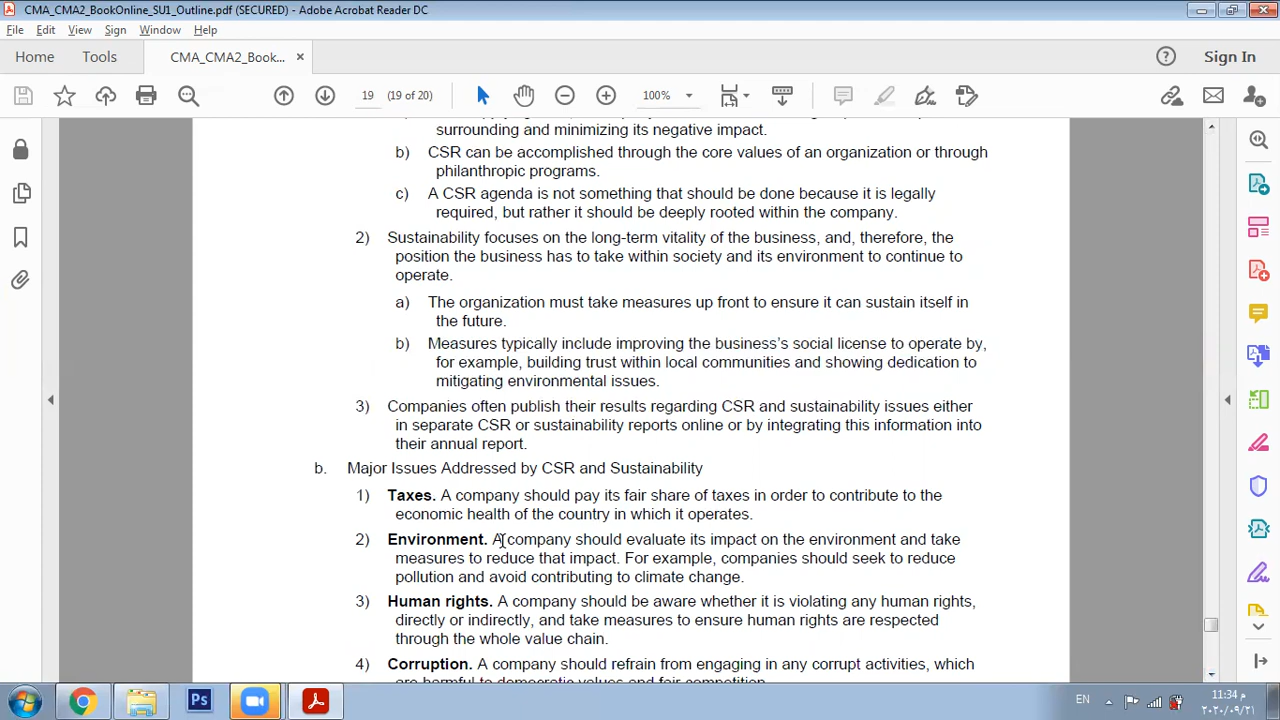 CMA_CMA2_BookOnline_SU1_Outline.pdf (SECURED) - Adobe Acrobat Reader DC
File Edit View Sign Window Help
Home Tools CMA_CMA2_Book... × Sign In
19 (19 of 20) 100%
surrounding and minimizing its negative impact.
b) CSR can be accomplished through the core values of an organization or through
philanthropic programs.
c) A CSR agenda is not something that should be done because it is legally
required, but rather it should be deeply rooted within the company.
2) Sustainability focuses on the long-term vitality of the business, and, therefore, the
position the business has to take within society and its environment to continue to
operate.
a) The organization must take measures up front to ensure it can sustain itself in
the future.
b) Measures typically include improving the business's social license to operate by,
for example, building trust within local communities and showing dedication to
mitigating environmental issues.
3) Companies often publish their results regarding CSR and sustainability issues either
in separate CSR or sustainability reports online or by integrating this information into
their annual report.
b. Major Issues Addressed by CSR and Sustainability
1) Taxes. A company should pay its fair share of taxes in order to contribute to the
economic health of the country in which it operates.
2) Environment. A company should evaluate its impact on the environment and take
measures to reduce that impact. For example, companies should seek to reduce
pollution and avoid contributing to climate change.
3) Human rights. A company should be aware whether it is violating any human rights,
directly or indirectly, and take measures to ensure human rights are respected
through the whole value chain.
4) Corruption. A company should refrain from engaging in any corrupt activities, which
are harmful to democratic values and fair competition.
Ps EN 11:34 م
٢٠٢٠/٠٩/٢١